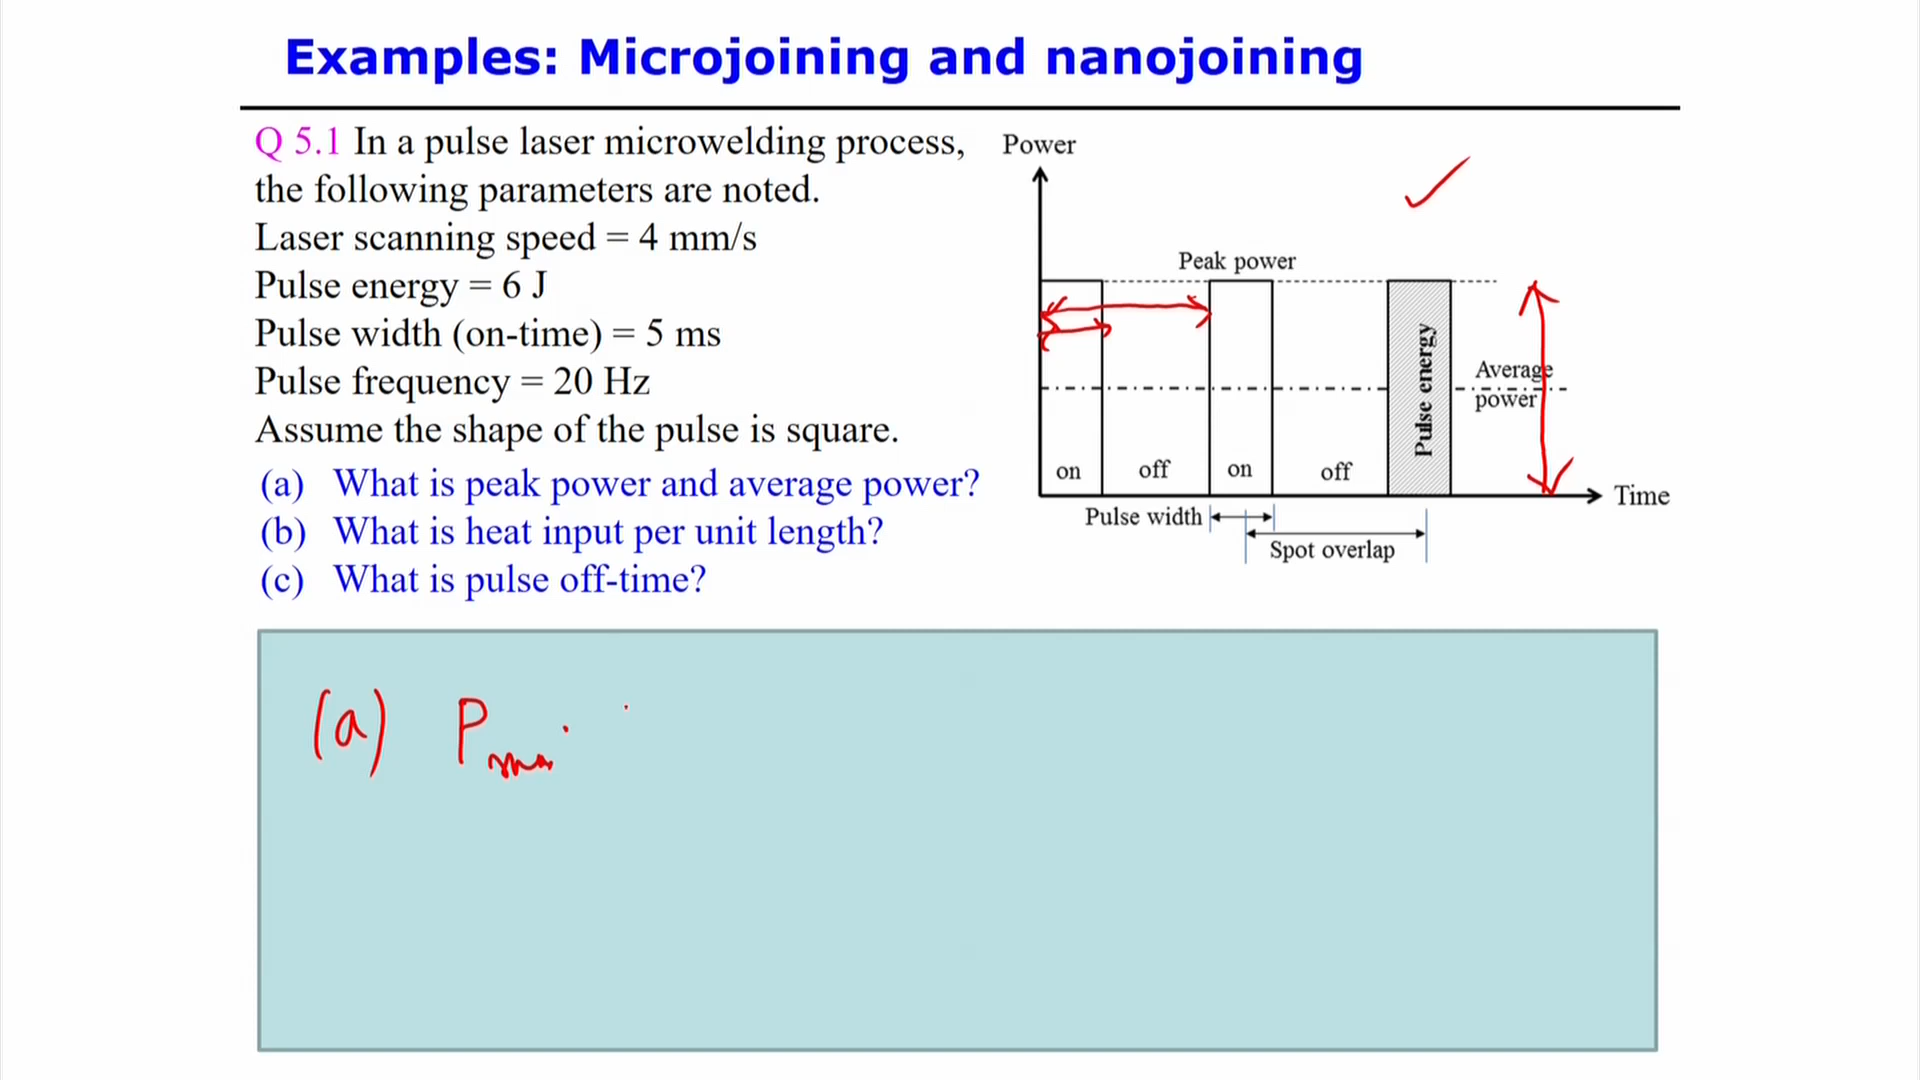 Examples: Microjoining and nanojoining
Q 5.1 In a pulse laser microwelding process,
the following parameters are noted.
Laser scanning speed = 4 mm/s
Pulse energy = 6 J
Pulse width (on-time) = 5 ms
Pulse frequency = 20 Hz
Assume the shape of the pulse is square.
(a) What is peak power and average power?
(b) What is heat input per unit length?
(c) What is pulse off-time?
Power
Peak power
Pulse energy
Average
power
on
off
on
off
Time
Pulse width
Spot overlap
(a) P